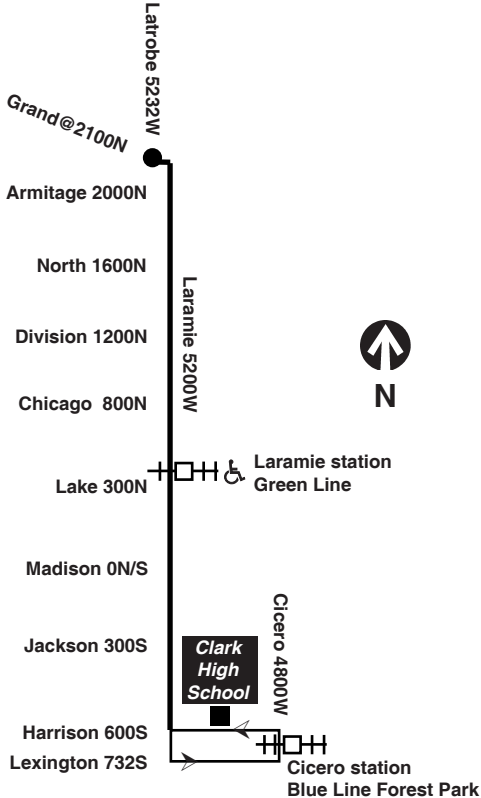 Latrobe 5232W
Grand@2100N
Armitage 2000N
North 1600N
Laramie 5200W
Division 1200N
N
Chicago 800N
Laramie station
Green Line
Lake 300N
Madison 0N/S
Cicero 4800W
Jackson 300S
Clark
High
School
Harrison 600S
Lexington 732S
Cicero station
Blue Line Forest Park